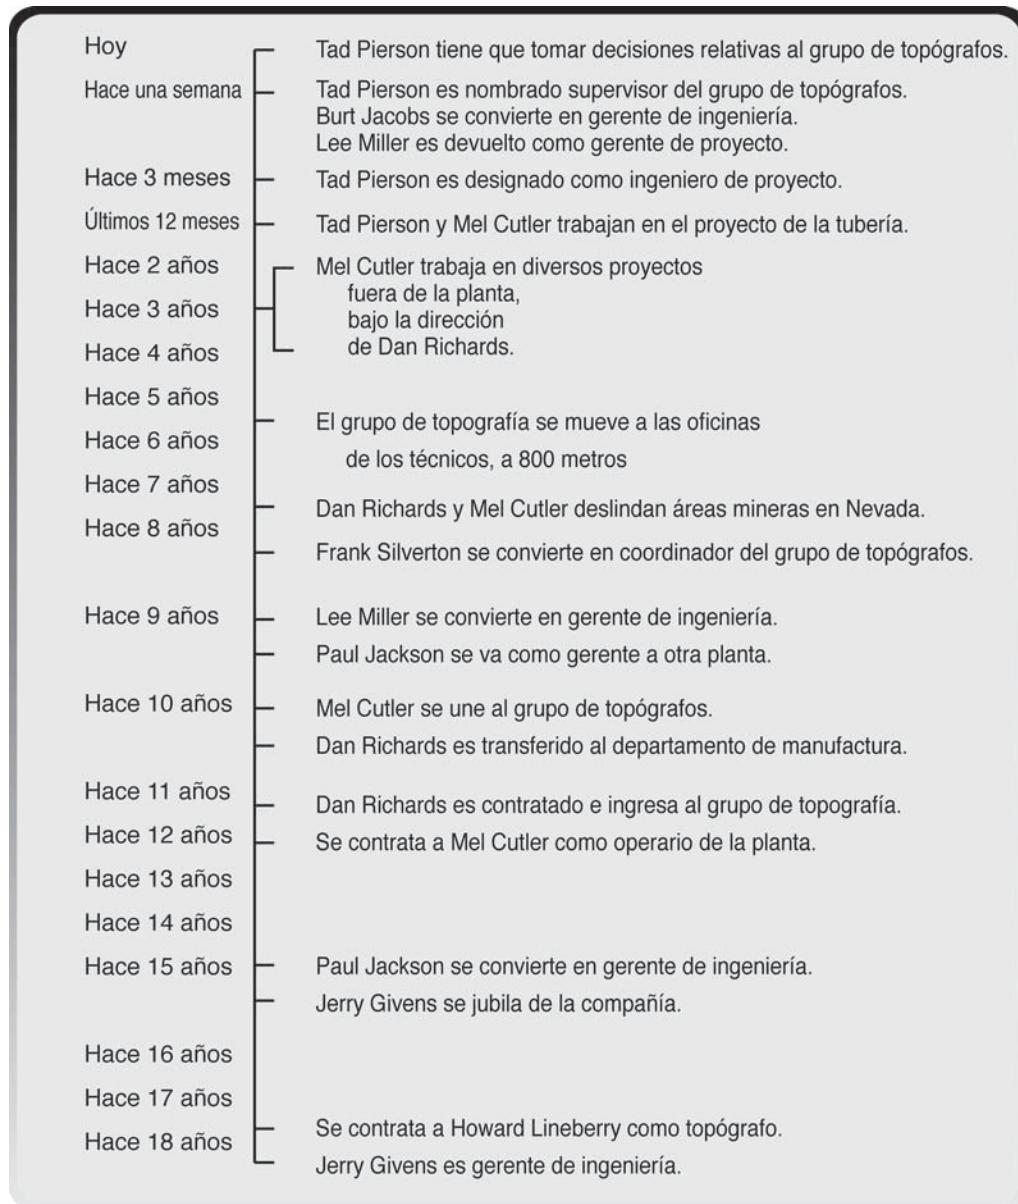 Hoy Tad Pierson tiene que tomar decisiones relativas al grupo de topógrafos.
Hace una semana Tad Pierson es nombrado supervisor del grupo de topógrafos.
Burt Jacobs se convierte en gerente de ingeniería.
Lee Miller es devuelto como gerente de proyecto.
Hace 3 meses Tad Pierson es designado como ingeniero de proyecto.
Últimos 12 meses Tad Pierson y Mel Cutler trabajan en el proyecto de la tubería.
Hace 2 años Mel Cutler trabaja en diversos proyectos
fuera de la planta,
Hace 3 años
bajo la dirección
de Dan Richards.
Hace 4 años
Hace 5 años
El grupo de topografía se mueve a las oficinas
Hace 6 años
de los técnicos, a 800 metros
Hace 7 años
Dan Richards y Mel Cutler deslindan áreas mineras en Nevada.
Hace 8 años
Frank Silverton se convierte en coordinador del grupo de topógrafos.
Hace 9 años Lee Miller se convierte en gerente de ingeniería.
Paul Jackson se va como gerente a otra planta.
Hace 10 años Mel Cutler se une al grupo de topógrafos.
Dan Richards es transferido al departamento de manufactura.
Hace 11 años
Dan Richards es contratado e ingresa al grupo de topografía.
Hace 12 años Se contrata a Mel Cutler como operario de la planta.
Hace 13 años
Hace 14 años
Hace 15 años Paul Jackson se convierte en gerente de ingeniería.
Jerry Givens se jubila de la compañía.
Hace 16 años
Hace 17 años
Se contrata a Howard Lineberry como topógrafo.
Hace 18 años
Jerry Givens es gerente de ingeniería.